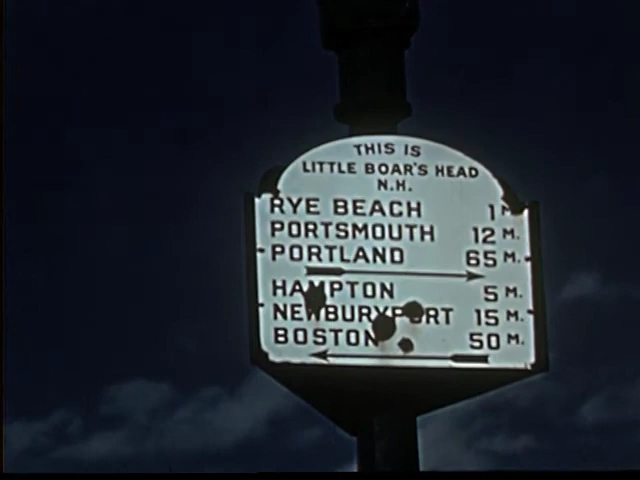 THIS IS
LITTLE BOAR'S HEAD
N.H.
RYE BEACH 1 M
PORTSMOUTH 12 M.
PORTLAND 65 M.
HAMPTON 5 M.
NEWBURYPORT 15 M.
BOSTON 50 M.